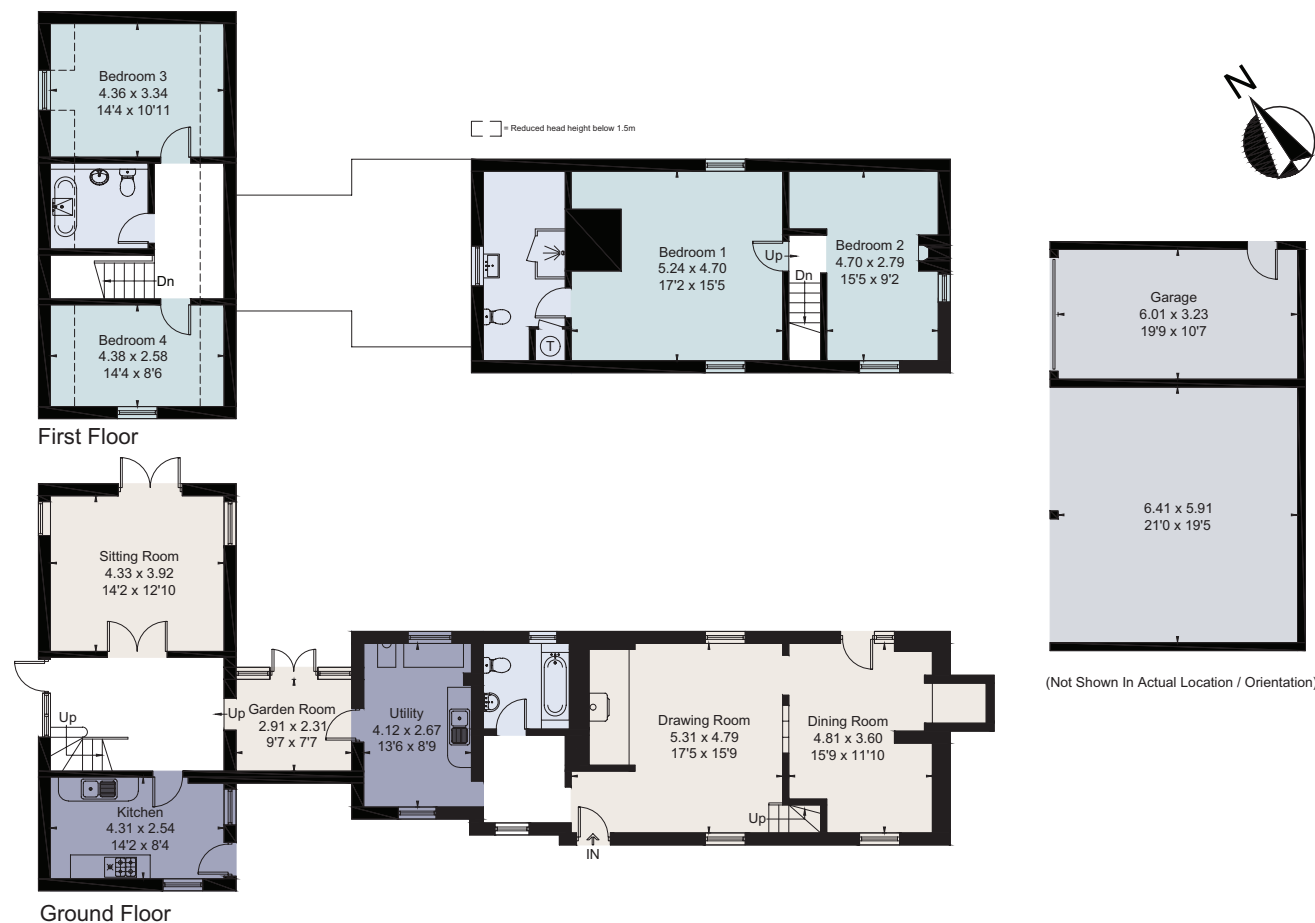 Bedroom 3
4.36 x 3.34
14'4 x 10'11
Dn
Bedroom 4
4.38 x 2.58
14'4 x 8'6
First Floor
= Reduced head height below 1.5m
Bedroom 1
5.24 x 4.70
17'2 x 15'5
T
Up
Dn
Bedroom 2
4.70 x 2.79
15'5 x 9'2
N
Garage
6.01 x 3.23
19'9 x 10'7
6.41 x 5.91
21'0 x 19'5
(Not Shown In Actual Location / Orientation)
Sitting Room
4.33 x 3.92
14'2 x 12'10
Up
Up
Garden Room
2.91 x 2.31
9'7 x 7'7
Utility
4.12 x 2.67
13'6 x 8'9
Drawing Room
5.31 x 4.79
17'5 x 15'9
Dining Room
4.81 x 3.60
15'9 x 11'10
Up
IN
Kitchen
4.31 x 2.54
14'2 x 8'4
Ground Floor